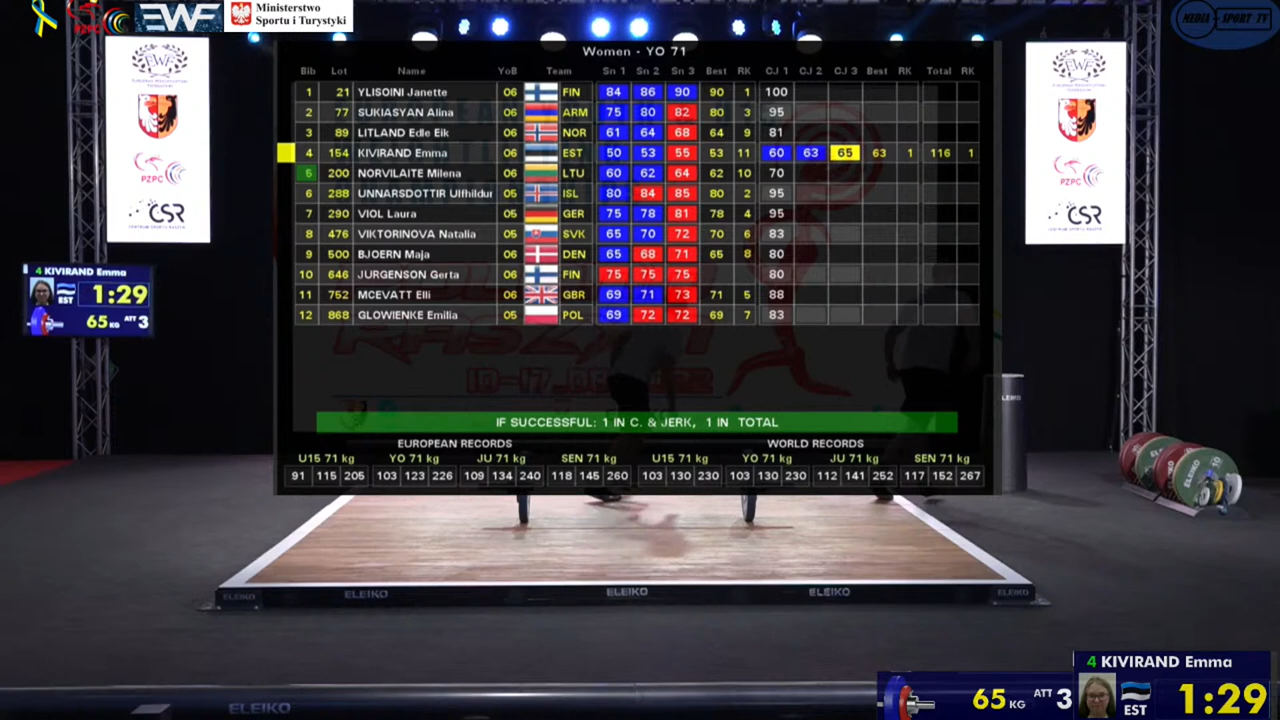 Ministerstwo
Sportu i Turystyki
EWF
MEDIA-SPORT TV
Women - YO 71
Bib Lot Name YoB Team Sn 1 Sn 2 Sn 3 Best RK CJ 1 CJ 2 CJ 3 Best RK Total RK
1 21 YLISOINI Janette 06 FIN 84 86 90 90 1 100
2 77 SUKIASYAN Alina 06 ARM 75 80 82 80 3 95
3 89 LITLAND Edle Eik 06 NOR 61 64 68 64 9 81
4 154 KIVIRAND Emma 06 EST 50 53 55 53 11 60 63 65 63 1 116 1
5 200 NORVILAITE Milena 06 LTU 60 62 64 62 10 70
6 288 UNNARSDOTTIR Ulfhildur 05 ISL 80 84 85 80 2 95
7 290 VIOL Laura 05 GER 75 78 81 78 4 95
8 476 Natalia 05 SVK 65 70 72 70 6 83
9 500 BJOERN Maja 06 DEN 65 68 71 65 8 80
10 646 JURGENSON Gerta 06 FIN 75 75 75 80
11 752 MCEVATT Elli 06 GBR 69 71 73 71 5 88
12 868 GLOWIENKE Emilia 05 POL 69 72 72 69 7 83
IF SUCCESSFUL: 1 IN C. & JERK, 1 IN TOTAL
EUROPEAN RECORDS WORLD RECORDS
U15 71 kg YO 71 kg JU 71 kg SEN 71 kg U15 71 kg YO 71 kg JU 71 kg SEN 71 kg
91 115 205 103 123 226 109 134 240 118 145 260 103 130 230 103 130 230 112 141 252 117 152 267
4 KIVIRAND Emma
EST 1:29
65 KG ATT 3
EWF
PZPC
CSR
EWF
PZPC
CSR
ELEIKO
ELEIKO ELEIKO ELEIKO ELEIKO ELEIKO
ELEIKO
4 KIVIRAND Emma
65 KG ATT 3 EST 1:29